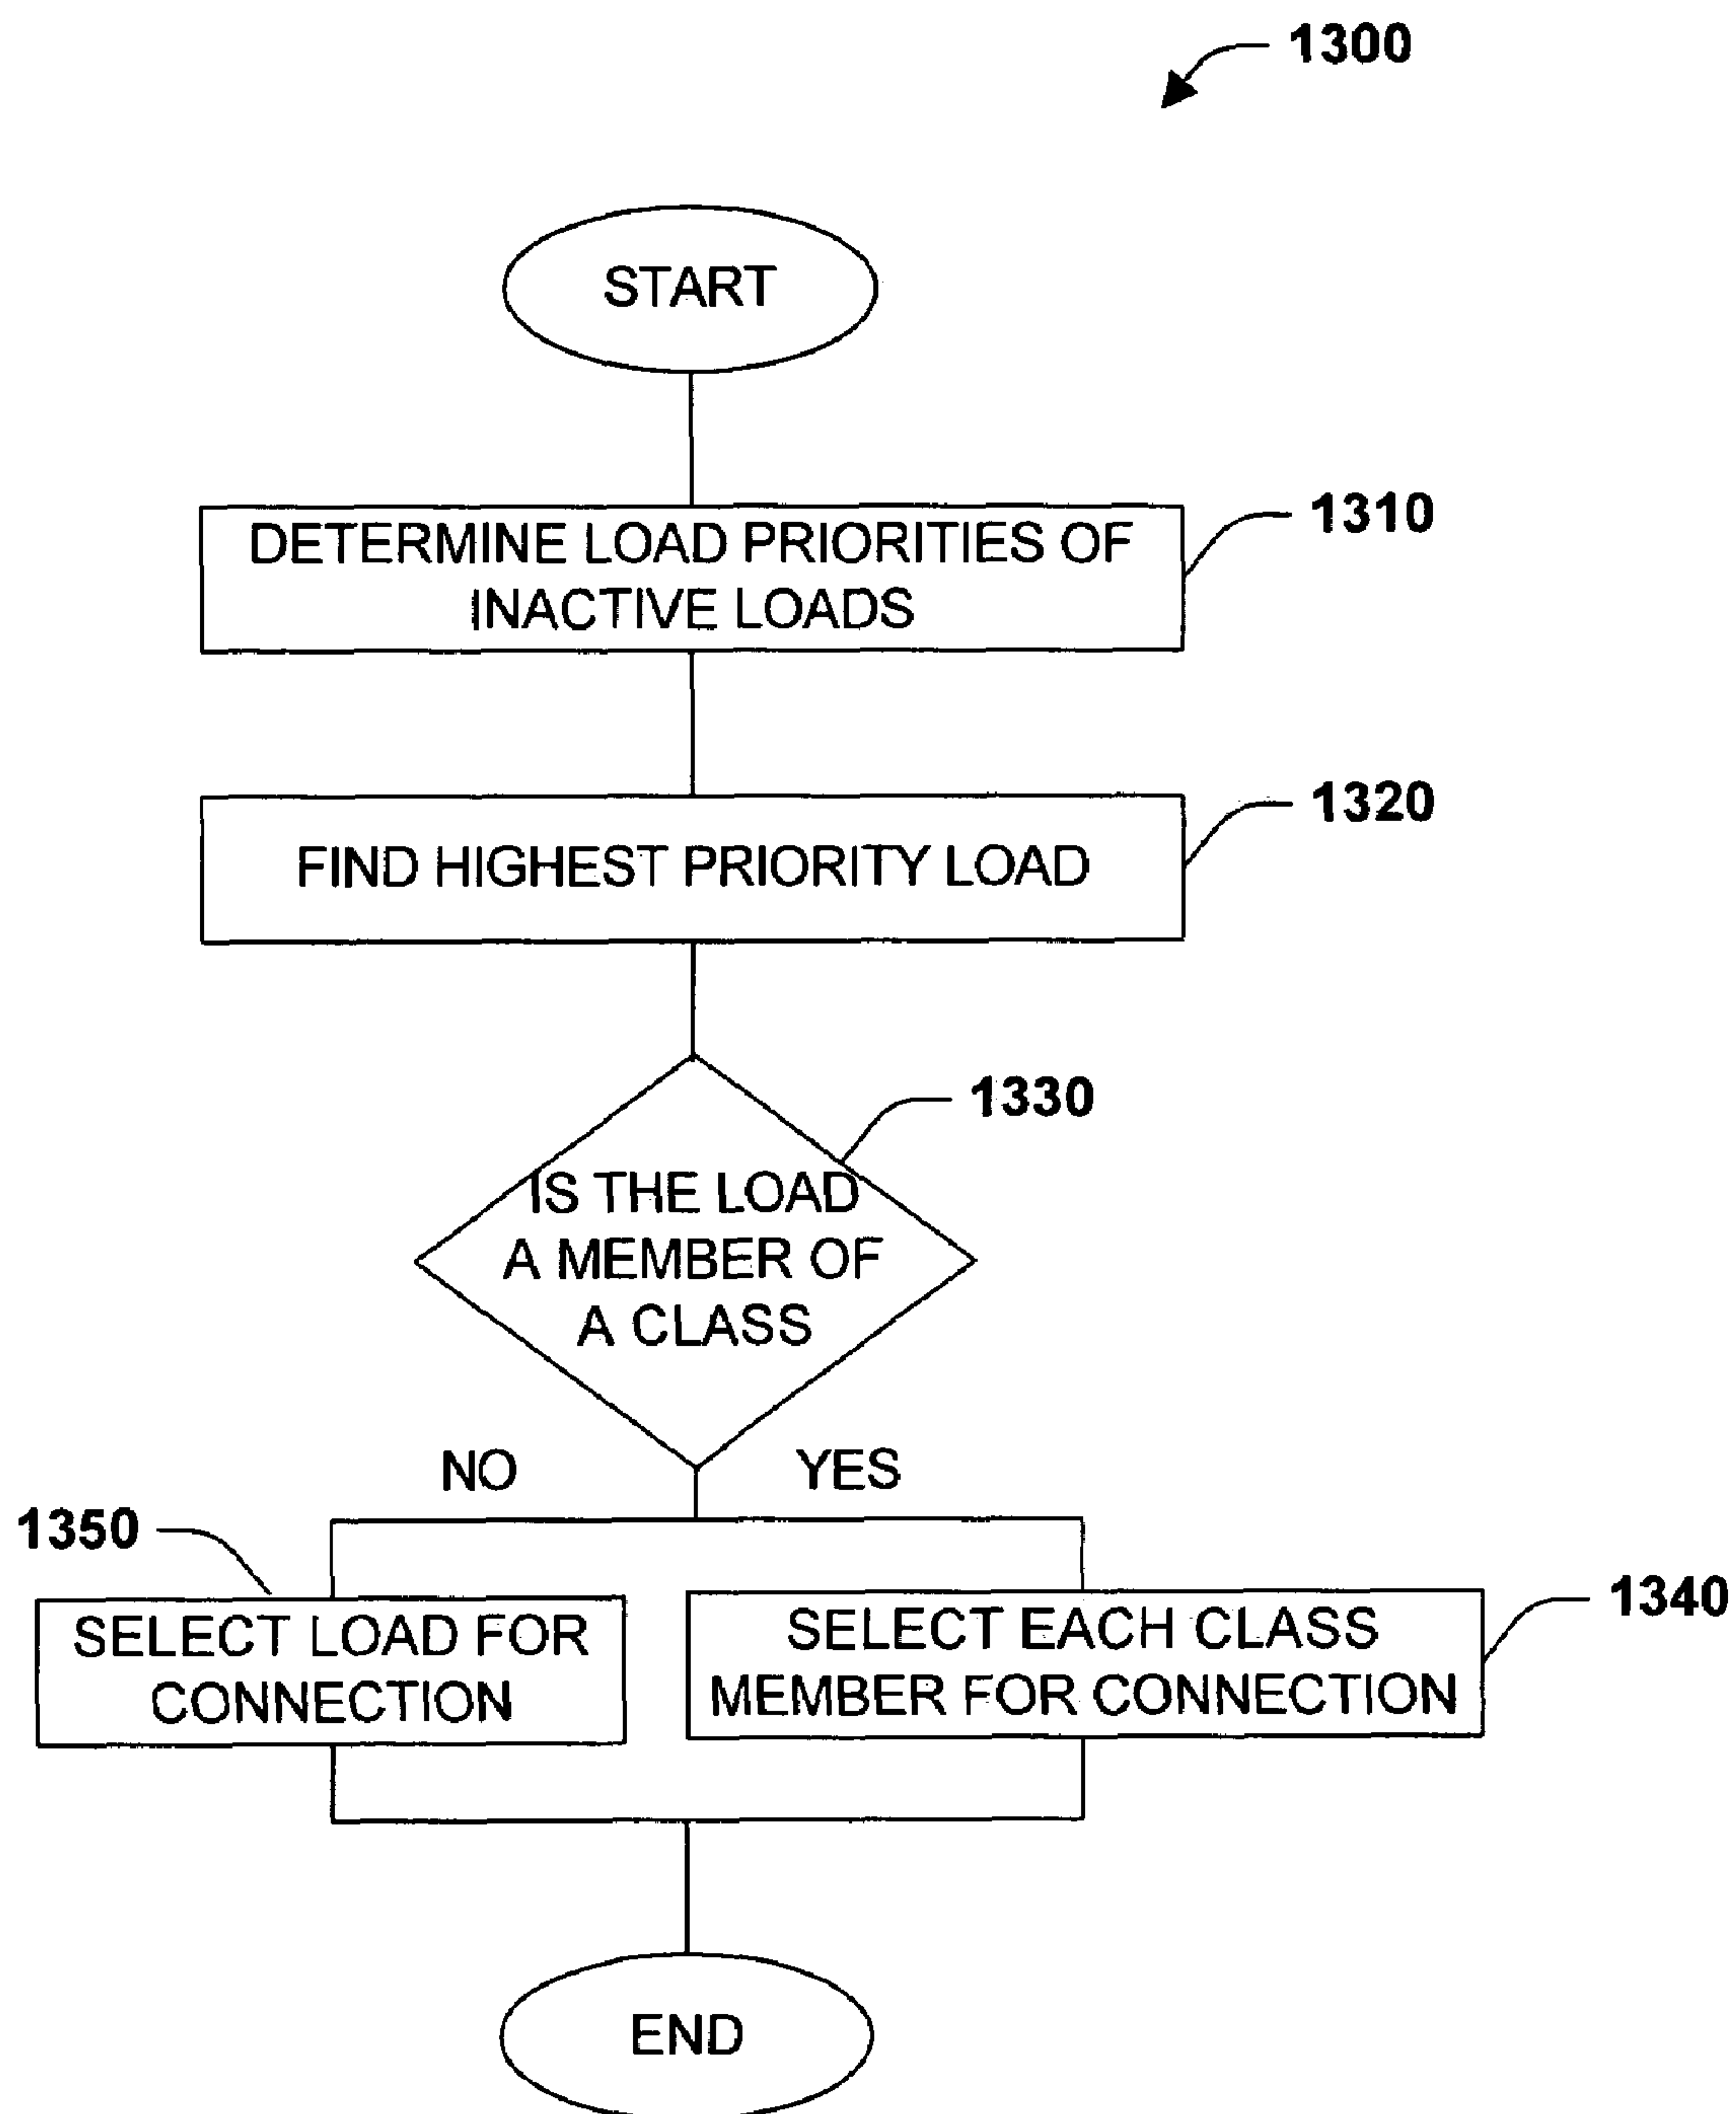 1300
START
DETERMINE LOAD PRIORITIES OF
INACTIVE LOADS
1310
FIND HIGHEST PRIORITY LOAD
1320
1330
IS THE LOAD
A MEMBER OF
A CLASS
NO
YES
1350
SELECT LOAD FOR
CONNECTION
SELECT EACH CLASS
MEMBER FOR CONNECTION
1340
END